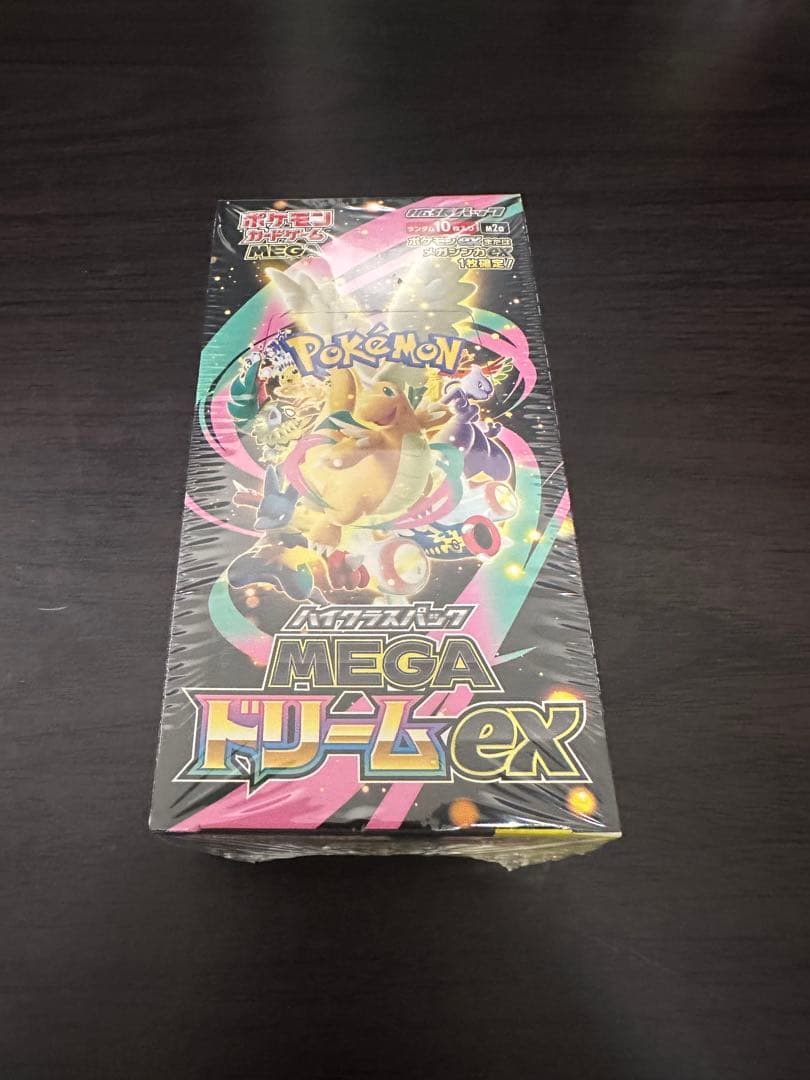 ポケモン
カードゲーム
MEGA
拡張パック
ランダム10枚入り M2a
ポケモンexまたは
メガシンカex
1枚確定!
POKéMON
ハイクラスパック
MEGA
ドリームex